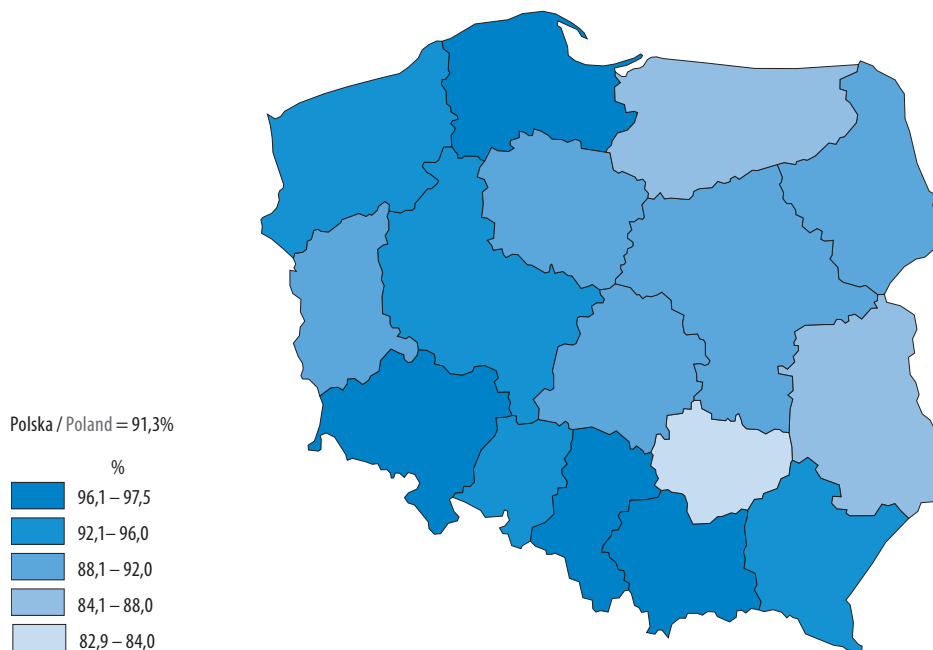 Polska / Poland = 91,3%
%
96,1 – 97,5
92,1– 96,0
88,1 – 92,0
84,1 – 88,0
82,9 – 84,0